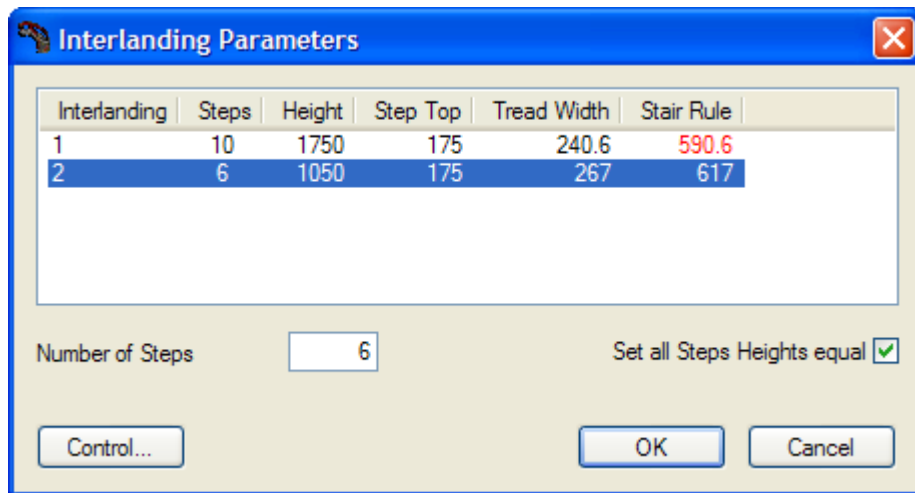 Interlanding Parameters
Interlanding Steps Height Step Top Tread Width Stair Rule
1 10 1750 175 240.6 590.6
2 6 1050 175 267 617
Number of Steps 6 Set all Steps Heights equal
Control... OK Cancel